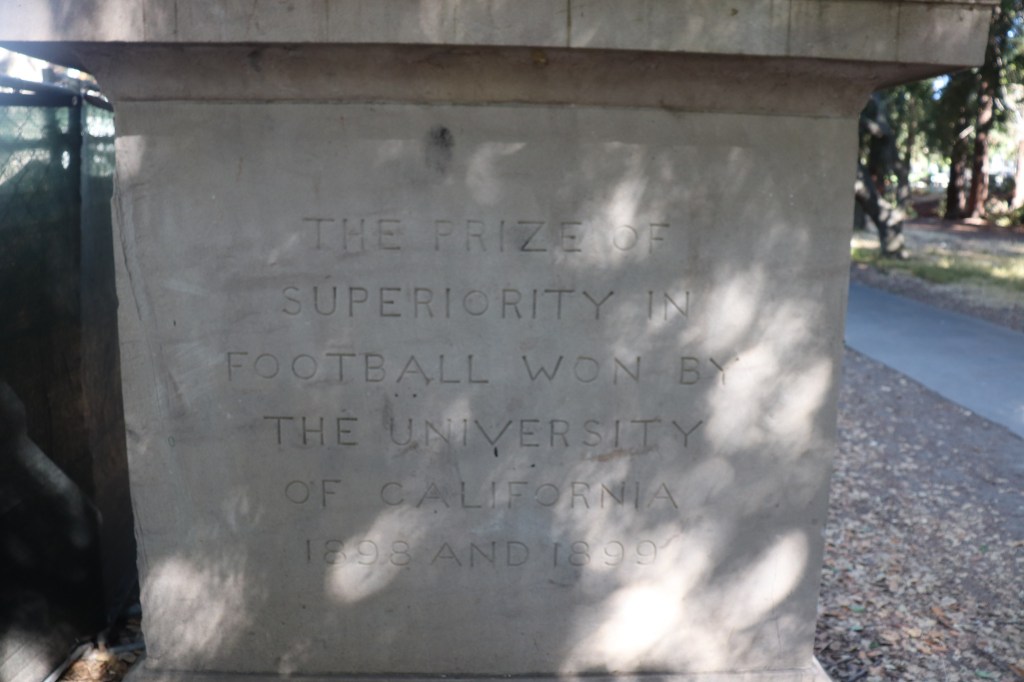 THE PRIZE OF
SUPERIORITY IN
FOOTBALL WON BY
THE UNIVERSITY
OF CALIFORNIA
1898 AND 1899